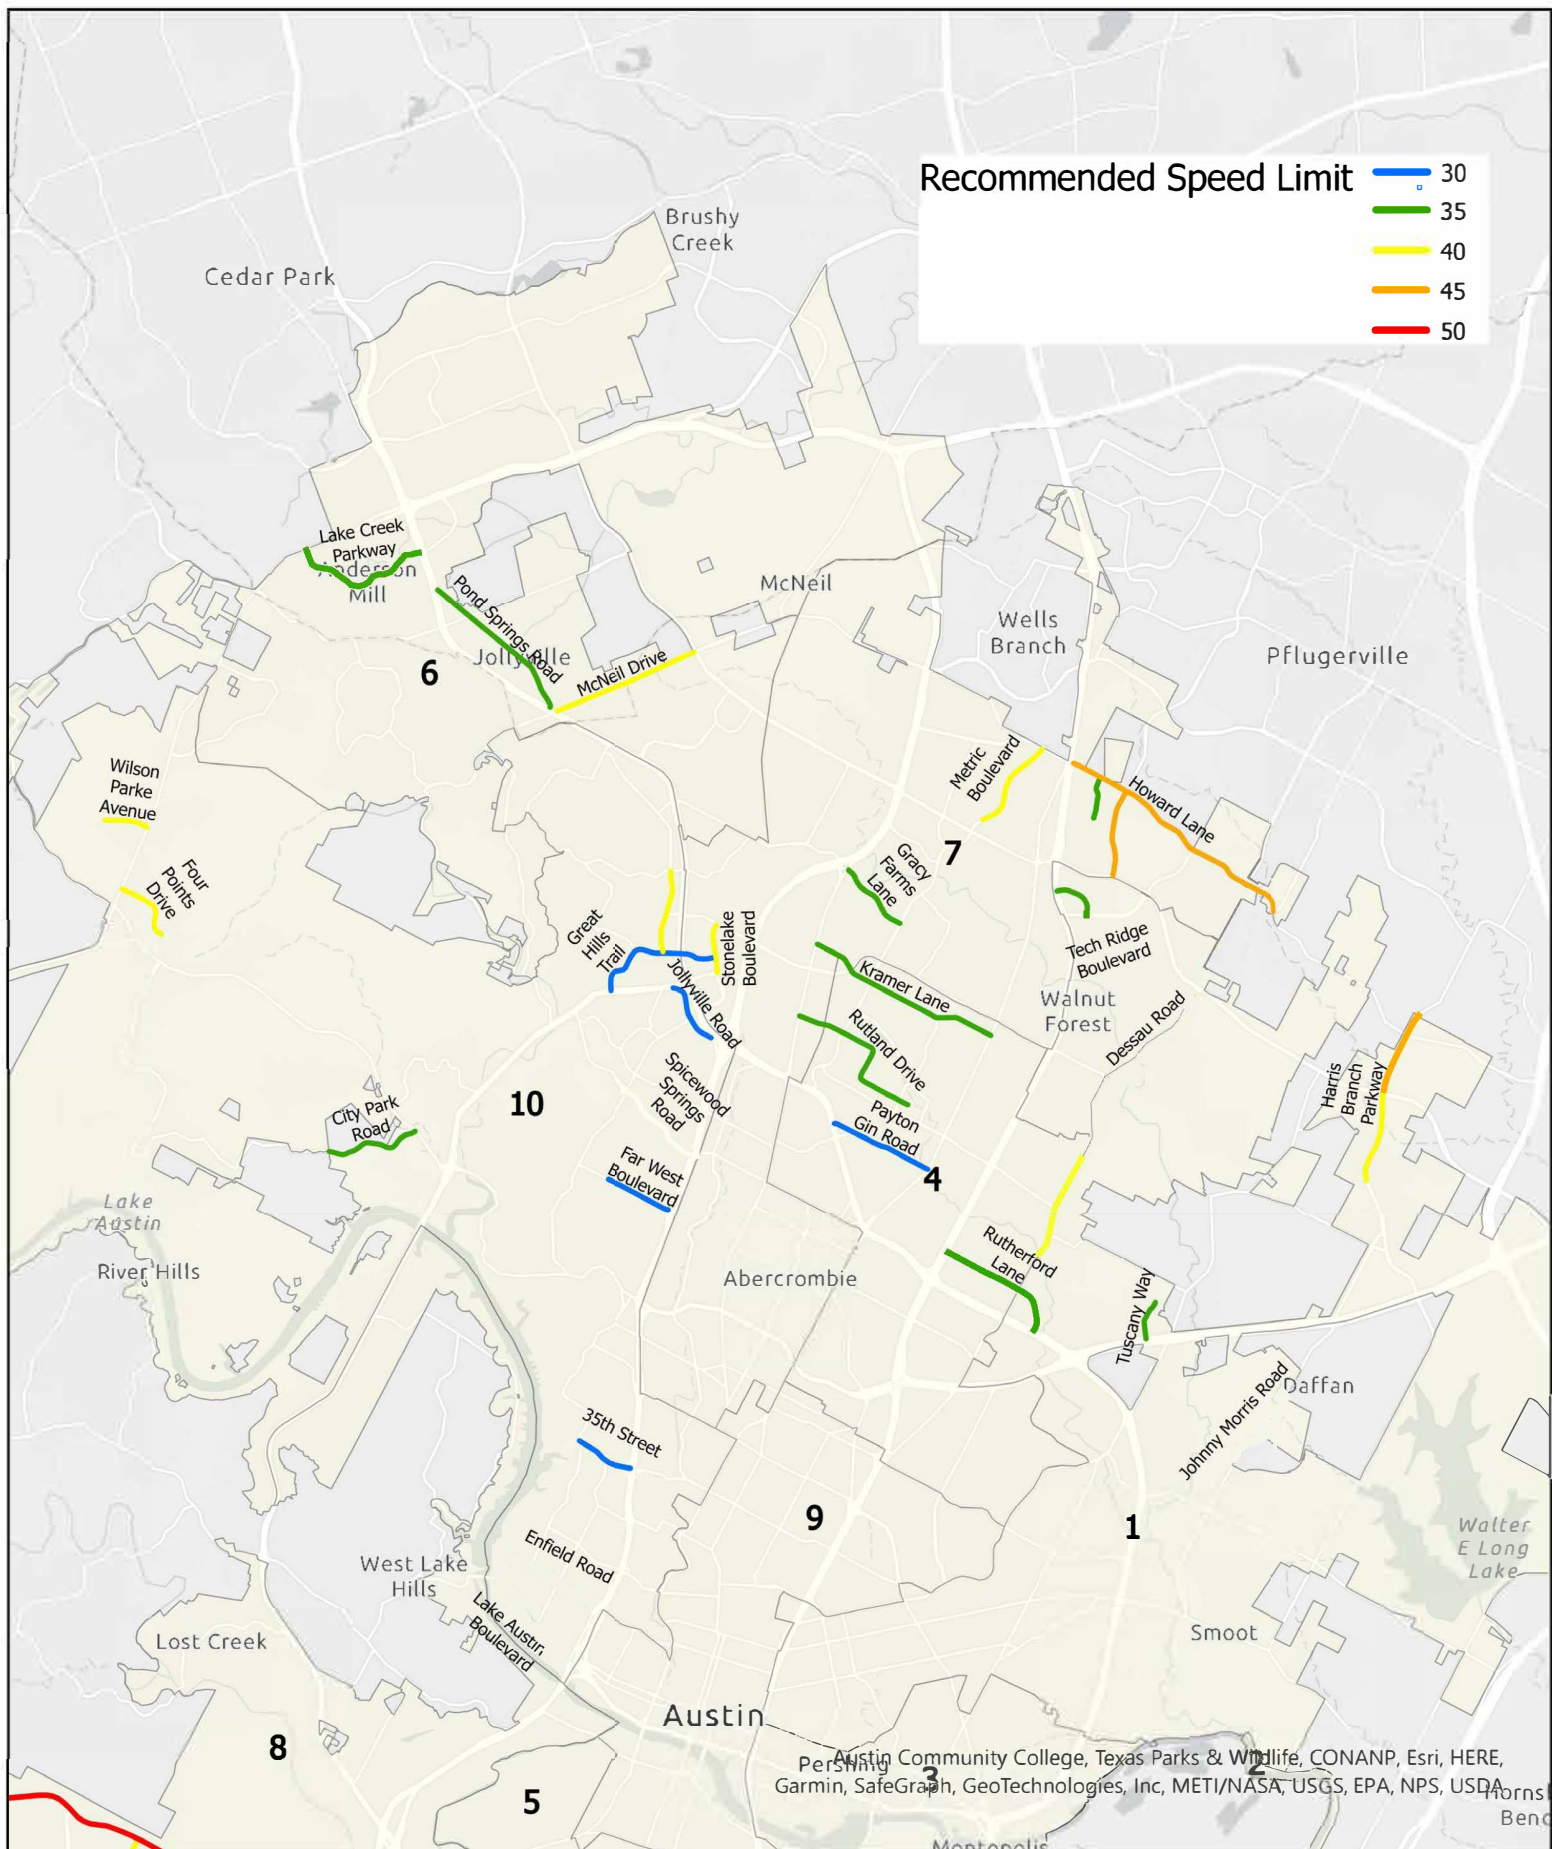 Recommended Speed Limit
30
35
40
45
50
Brushy
Creek
Cedar Park
Lake Creek
Parkway
Anderson
Mill
McNeil
Pond Springs Road
Wells
Branch
Jollyville
Pflugerville
6
McNeil Drive
Metric
Boulevard
Wilson
Parke
Avenue
Howard Lane
7
Gracy
Farms
Lane
Four
Points
Drive
Great
Hills
Trail
Stonelake
Boulevard
Tech Ridge
Boulevard
Kramer Lane
Jollyville Road
Walnut
Forest
Rutland Drive
Dessau Road
Harris
Branch
Parkway
Spicewood
Springs
Road
10
City Park
Road
Payton
Gin Road
Far West
Boulevard
4
Lake
Austin
River Hills
Rutherford
Lane
Abercrombie
Tuscany Way
Daffan
Johnny Morris Road
35th Street
9
1
Walter
E Long
Lake
Enfield Road
West Lake
Hills
Lake Austin
Boulevard
Lost Creek
Smoot
Austin
8
Pershing
3
2
5
Austin Community College, Texas Parks & Wildlife, CONANP, Esri, HERE,
Garmin, SafeGraph, GeoTechnologies, Inc, METI/NASA, USGS, EPA, NPS, USDA
Montopolis